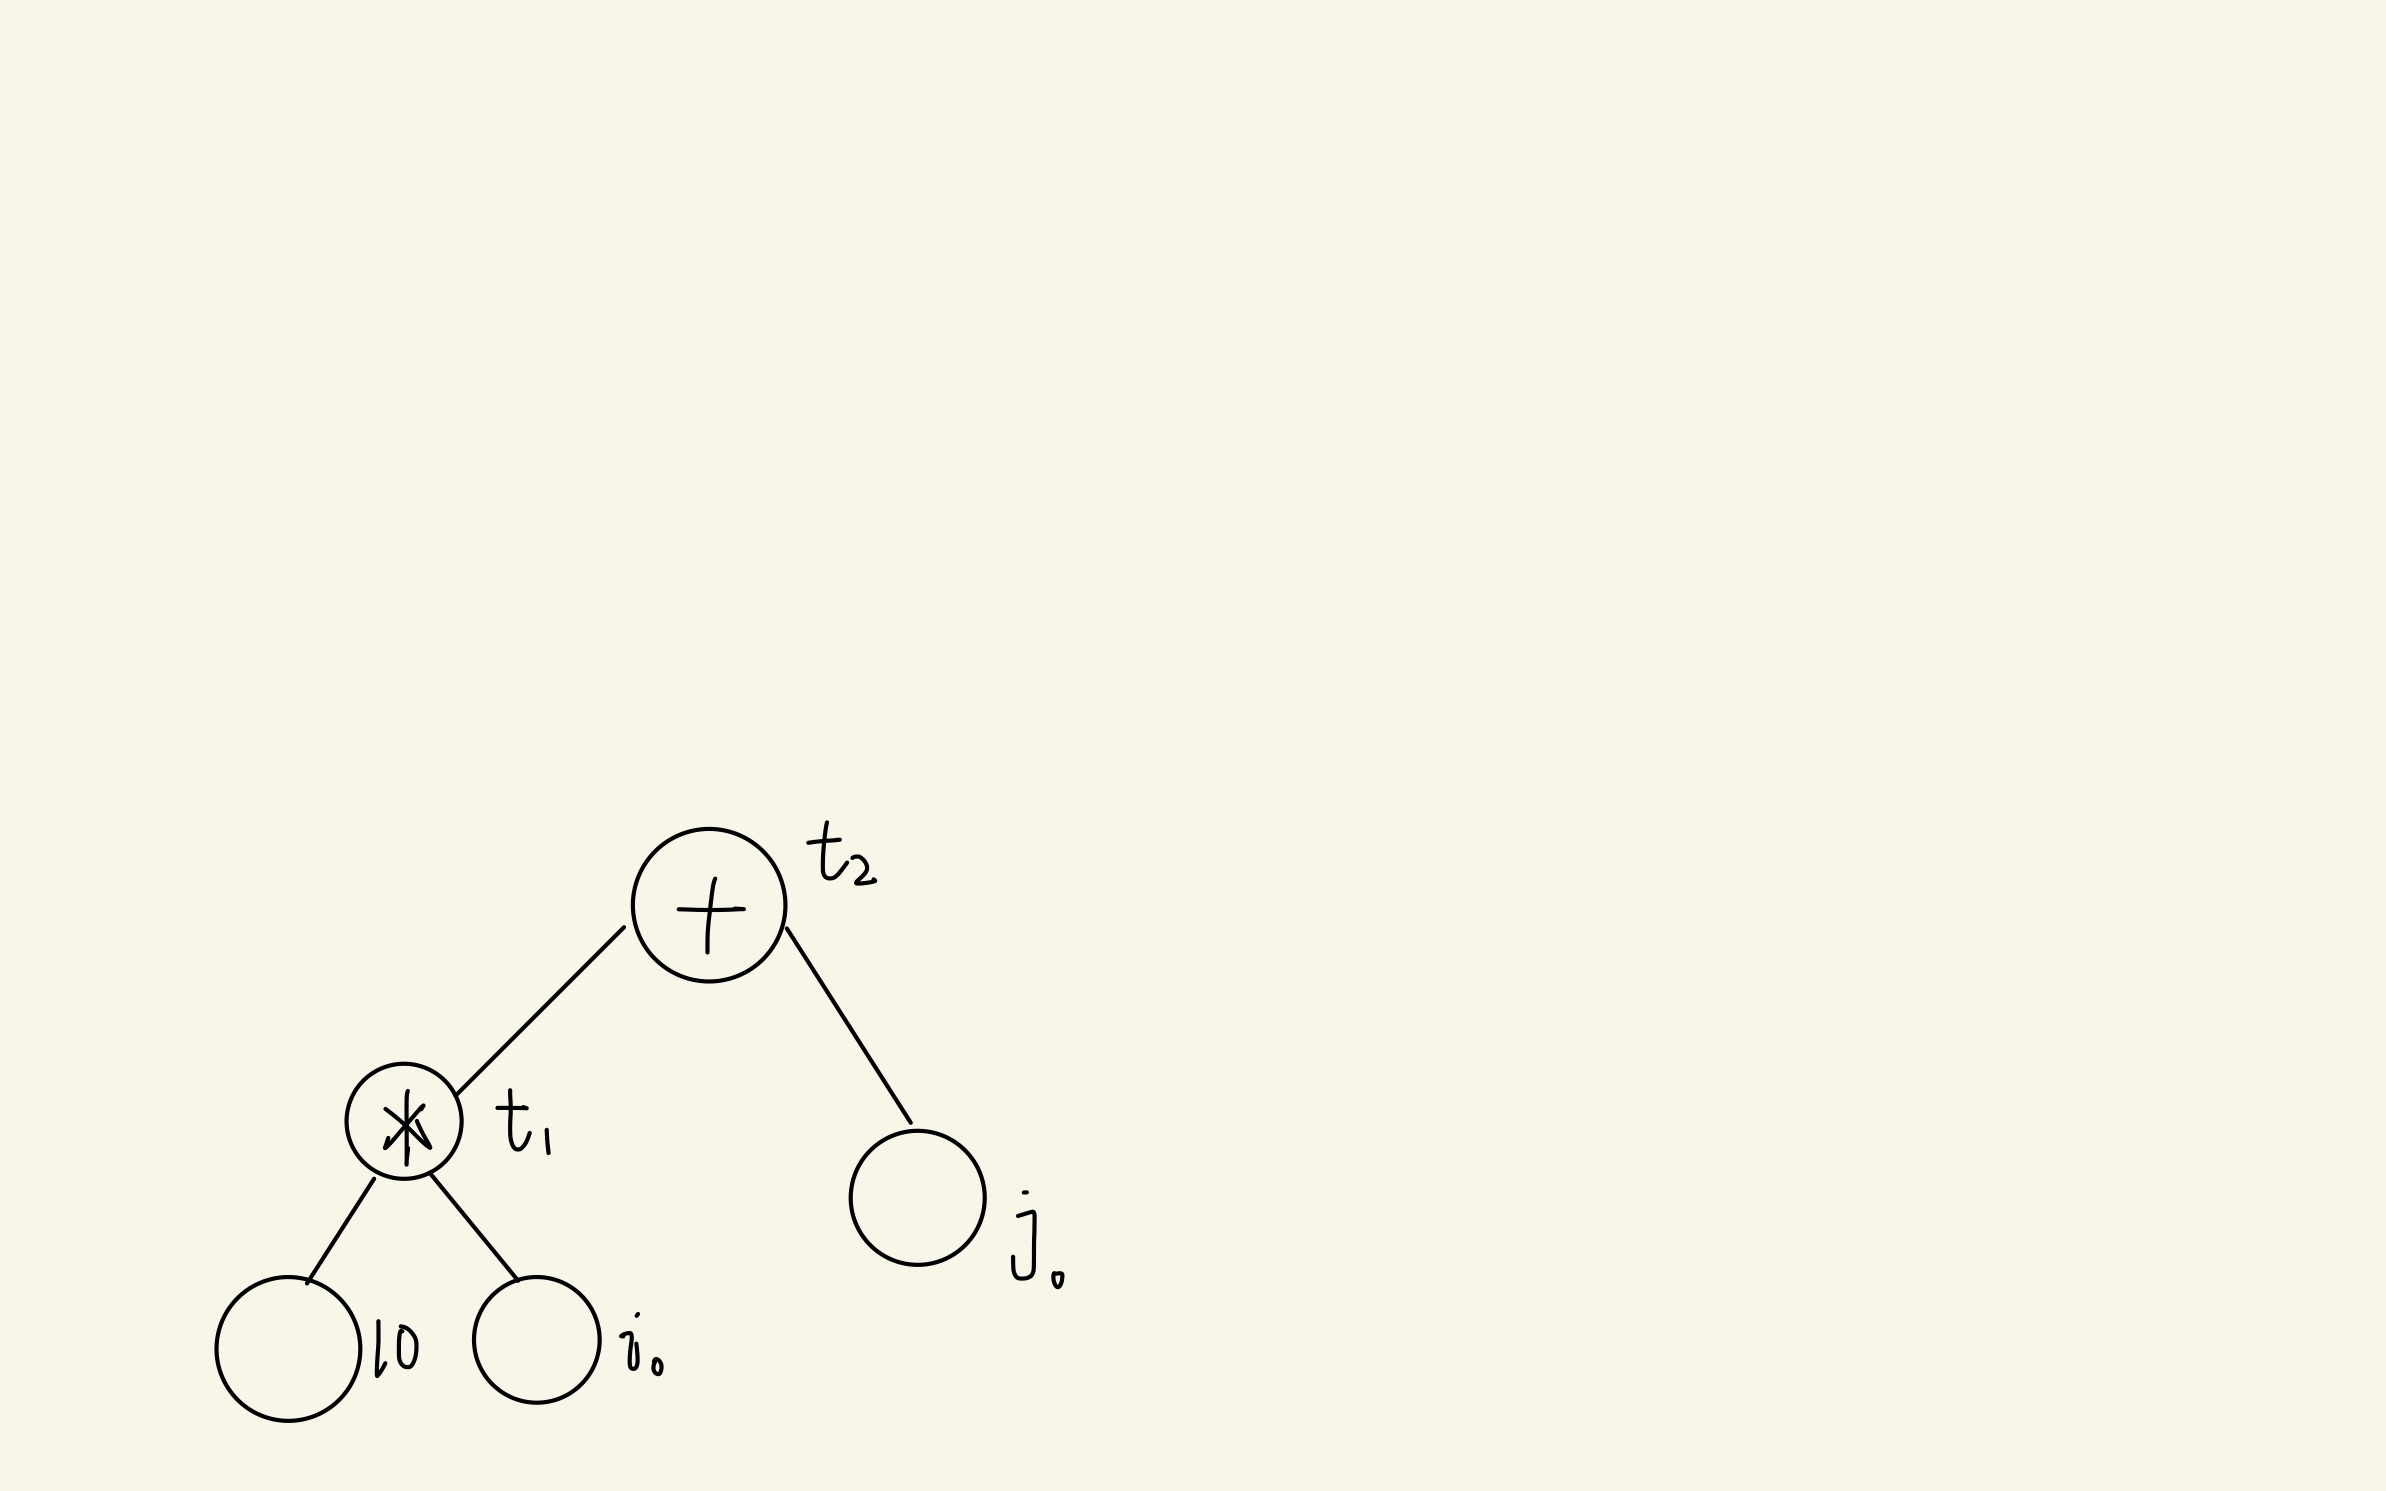 + t₂
* t₁
j₀
10 i₀